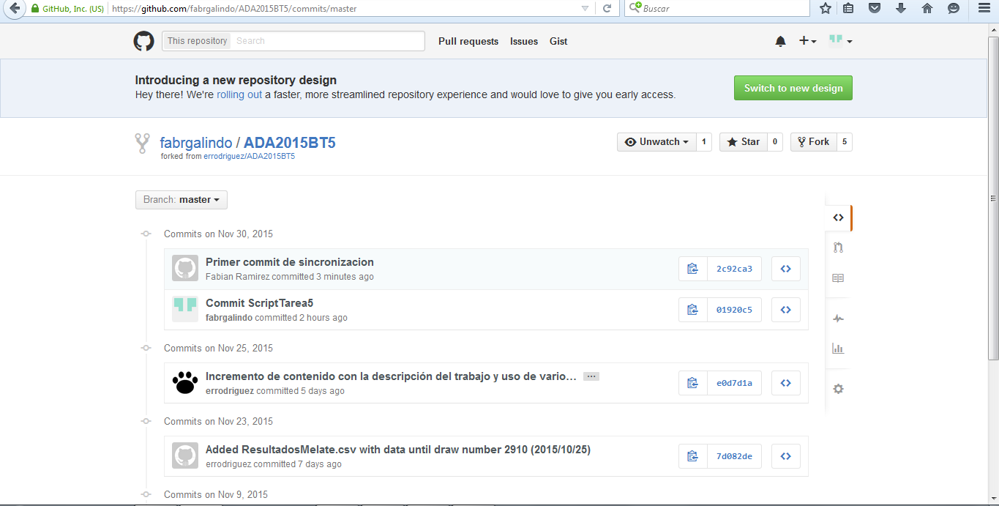 GitHub, Inc. (US) https://github.com/fabrgalindo/ADA2015BT5/commits/master Buscar
This repository Search Pull requests Issues Gist
Introducing a new repository design
Hey there! We're rolling out a faster, more streamlined repository experience and would love to give you early access.
Switch to new design
fabrgalindo / ADA2015BT5
forked from errodriguez/ADA2015BT5
Unwatch 1 Star 0 Fork 5
Branch: master
Commits on Nov 30, 2015
Primer commit de sincronizacion
Fabian Ramirez committed 3 minutes ago
2c92ca3
Commit ScriptTarea5
fabrgalindo committed 2 hours ago
01920c5
Commits on Nov 25, 2015
Incremento de contenido con la descripción del trabajo y uso de vario… …
errodriguez committed 5 days ago
e0d7d1a
Commits on Nov 23, 2015
Added ResultadosMelate.csv with data until draw number 2910 (2015/10/25)
errodriguez committed 7 days ago
7d082de
Commits on Nov 9, 2015